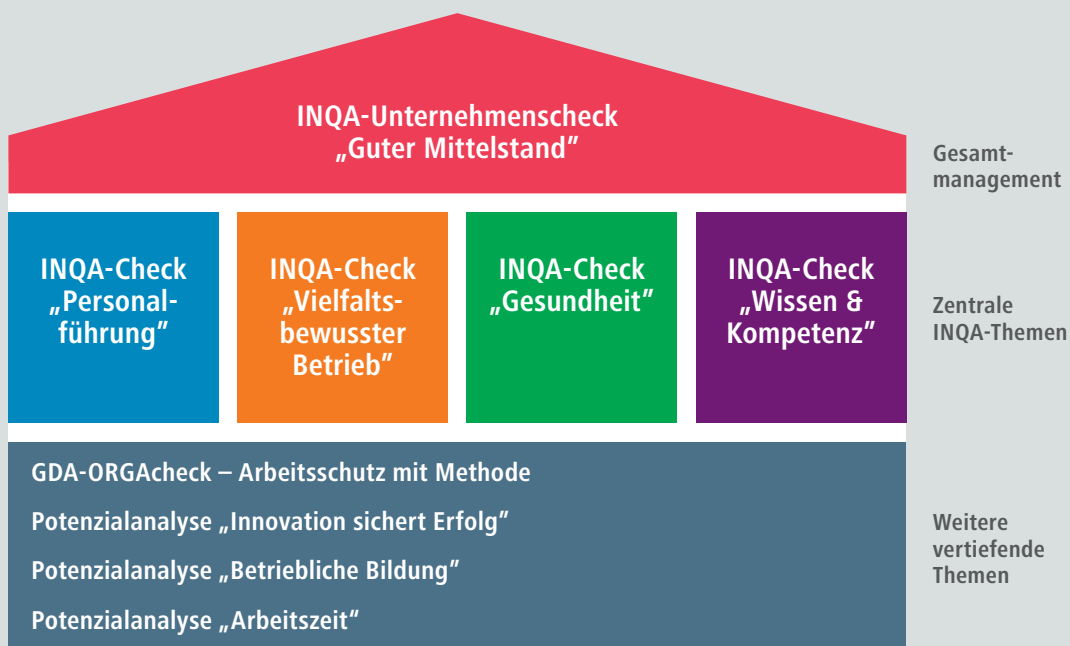 INQA-Unternehmenscheck
„Guter Mittelstand”
Gesamt-
management
INQA-Check
„Personal-
führung”
INQA-Check
„Vielfalts-
bewusster
Betrieb”
INQA-Check
„Gesundheit”
INQA-Check
„Wissen &
Kompetenz”
Zentrale
INQA-Themen
GDA-ORGAcheck – Arbeitsschutz mit Methode
Potenzialanalyse „Innovation sichert Erfolg”
Potenzialanalyse „Betriebliche Bildung”
Potenzialanalyse „Arbeitszeit”
Weitere
vertiefende
Themen